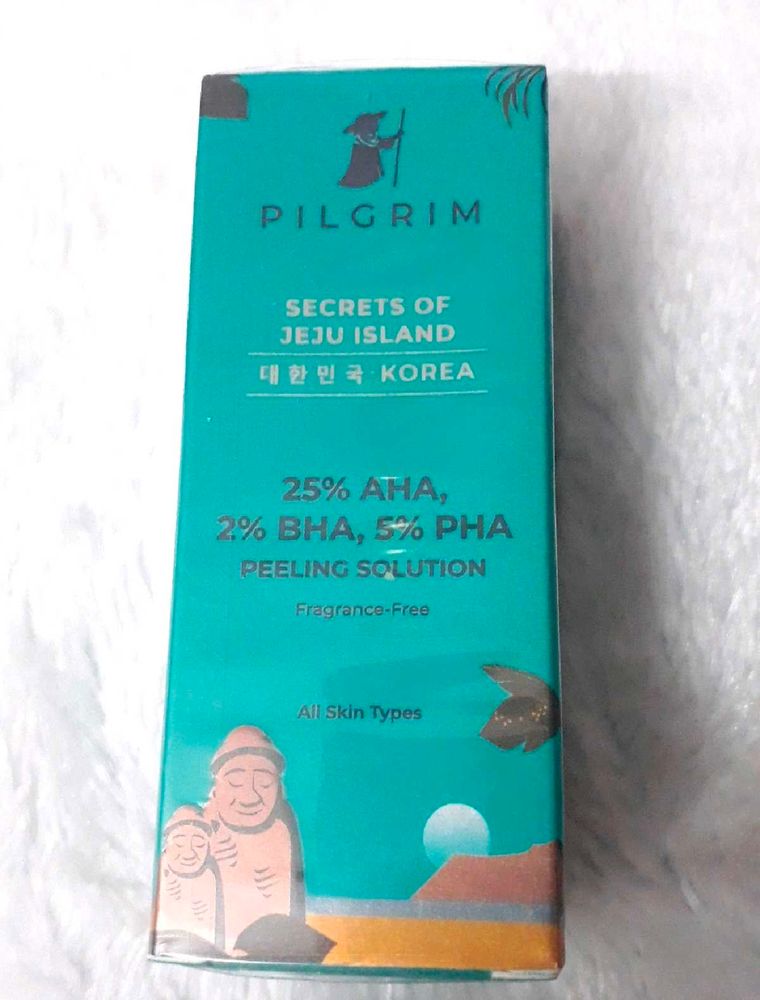 PILGRIM
SECRETS OF
JEJU ISLAND
대한민국 KOREA
25% AHA,
2% BHA, 5% PHA
PEELING SOLUTION
Fragrance-Free
All Skin Types